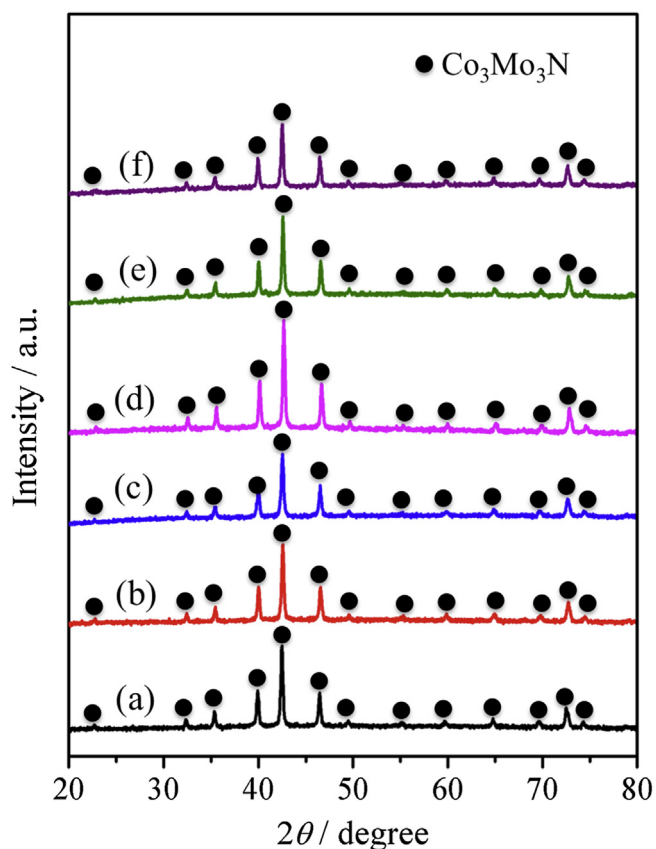 Co₃Mo₃N
(f)
(e)
(d)
(c)
(b)
(a)
Intensity / a.u.
20 30 40 50 60 70 80
2θ / degree